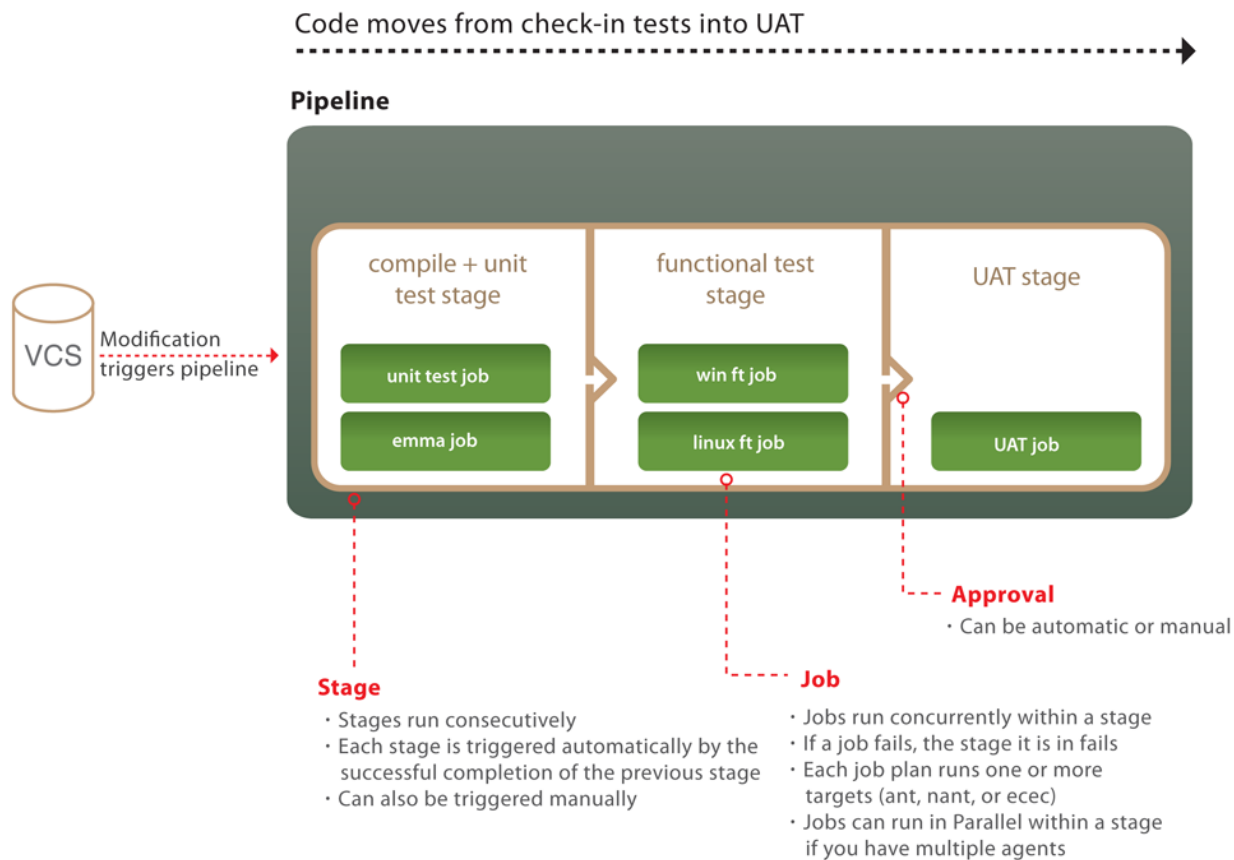 Code moves from check-in tests into UAT
Pipeline
compile + unit
test stage
functional test
stage
UAT stage
VCS
Modification
triggers pipeline
unit test job
emma job
win ft job
linux ft job
UAT job
Approval
· Can be automatic or manual
Stage
· Stages run consecutively
· Each stage is triggered automatically by the
successful completion of the previous stage
· Can also be triggered manually
Job
· Jobs run concurrently within a stage
· If a job fails, the stage it is in fails
· Each job plan runs one or more
targets (ant, nant, or ecec)
· Jobs can run in Parallel within a stage
if you have multiple agents